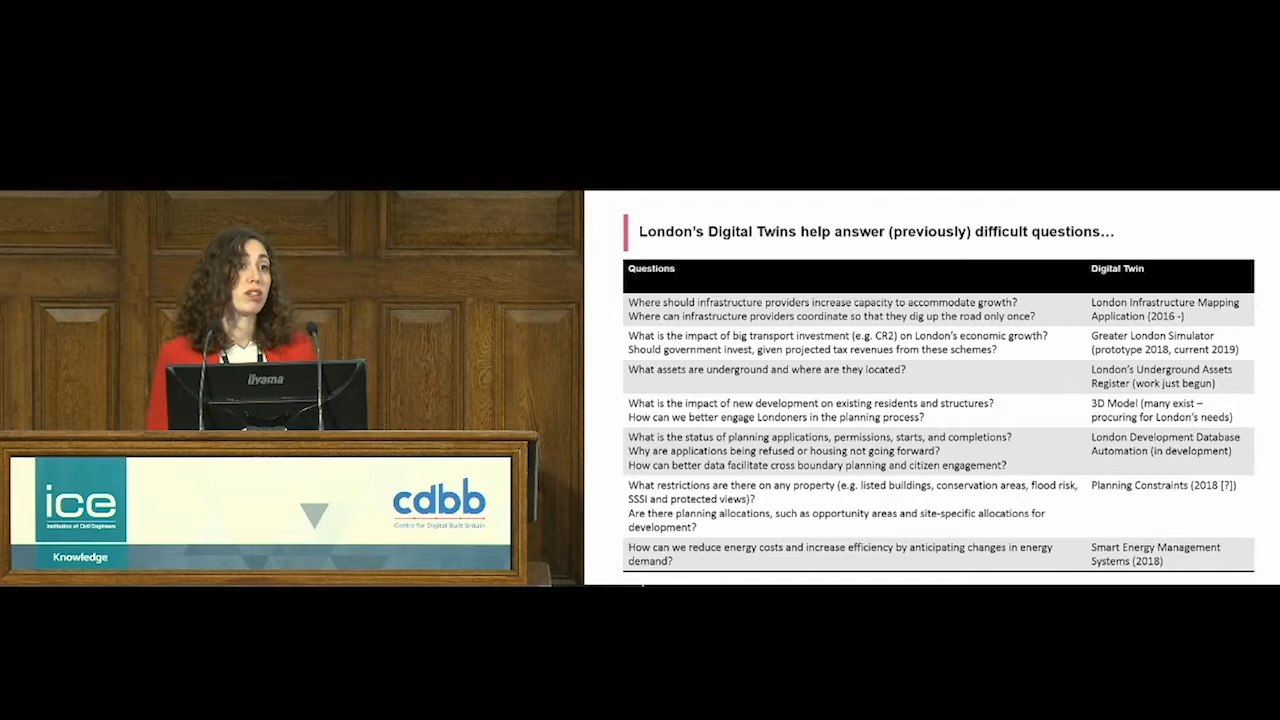 iiyama
ice
Institution of Civil Engineers
Knowledge
cdbb
Centre for Digital Built Britain
London's Digital Twins help answer (previously) difficult questions…
Questions
Digital Twin
Where should infrastructure providers increase capacity to accommodate growth?
Where can infrastructure providers coordinate so that they dig up the road only once?
London Infrastructure Mapping
Application (2016 -)
What is the impact of big transport investment (e.g. CR2) on London's economic growth?
Should government invest, given projected tax revenues from these schemes?
Greater London Simulator
(prototype 2018, current 2019)
What assets are underground and where are they located?
London's Underground Assets
Register (work just begun)
What is the impact of new development on existing residents and structures?
How can we better engage Londoners in the planning process?
3D Model (many exist –
procuring for London's needs)
What is the status of planning applications, permissions, starts, and completions?
Why are applications being refused or housing not going forward?
How can better data facilitate cross boundary planning and citizen engagement?
London Development Database
Automation (in development)
What restrictions are there on any property (e.g. listed buildings, conservation areas, flood risk,
SSSI and protected views)?
Are there planning allocations, such as opportunity areas and site-specific allocations for
development?
Planning Constraints (2018 [?])
How can we reduce energy costs and increase efficiency by anticipating changes in energy
demand?
Smart Energy Management
Systems (2018)